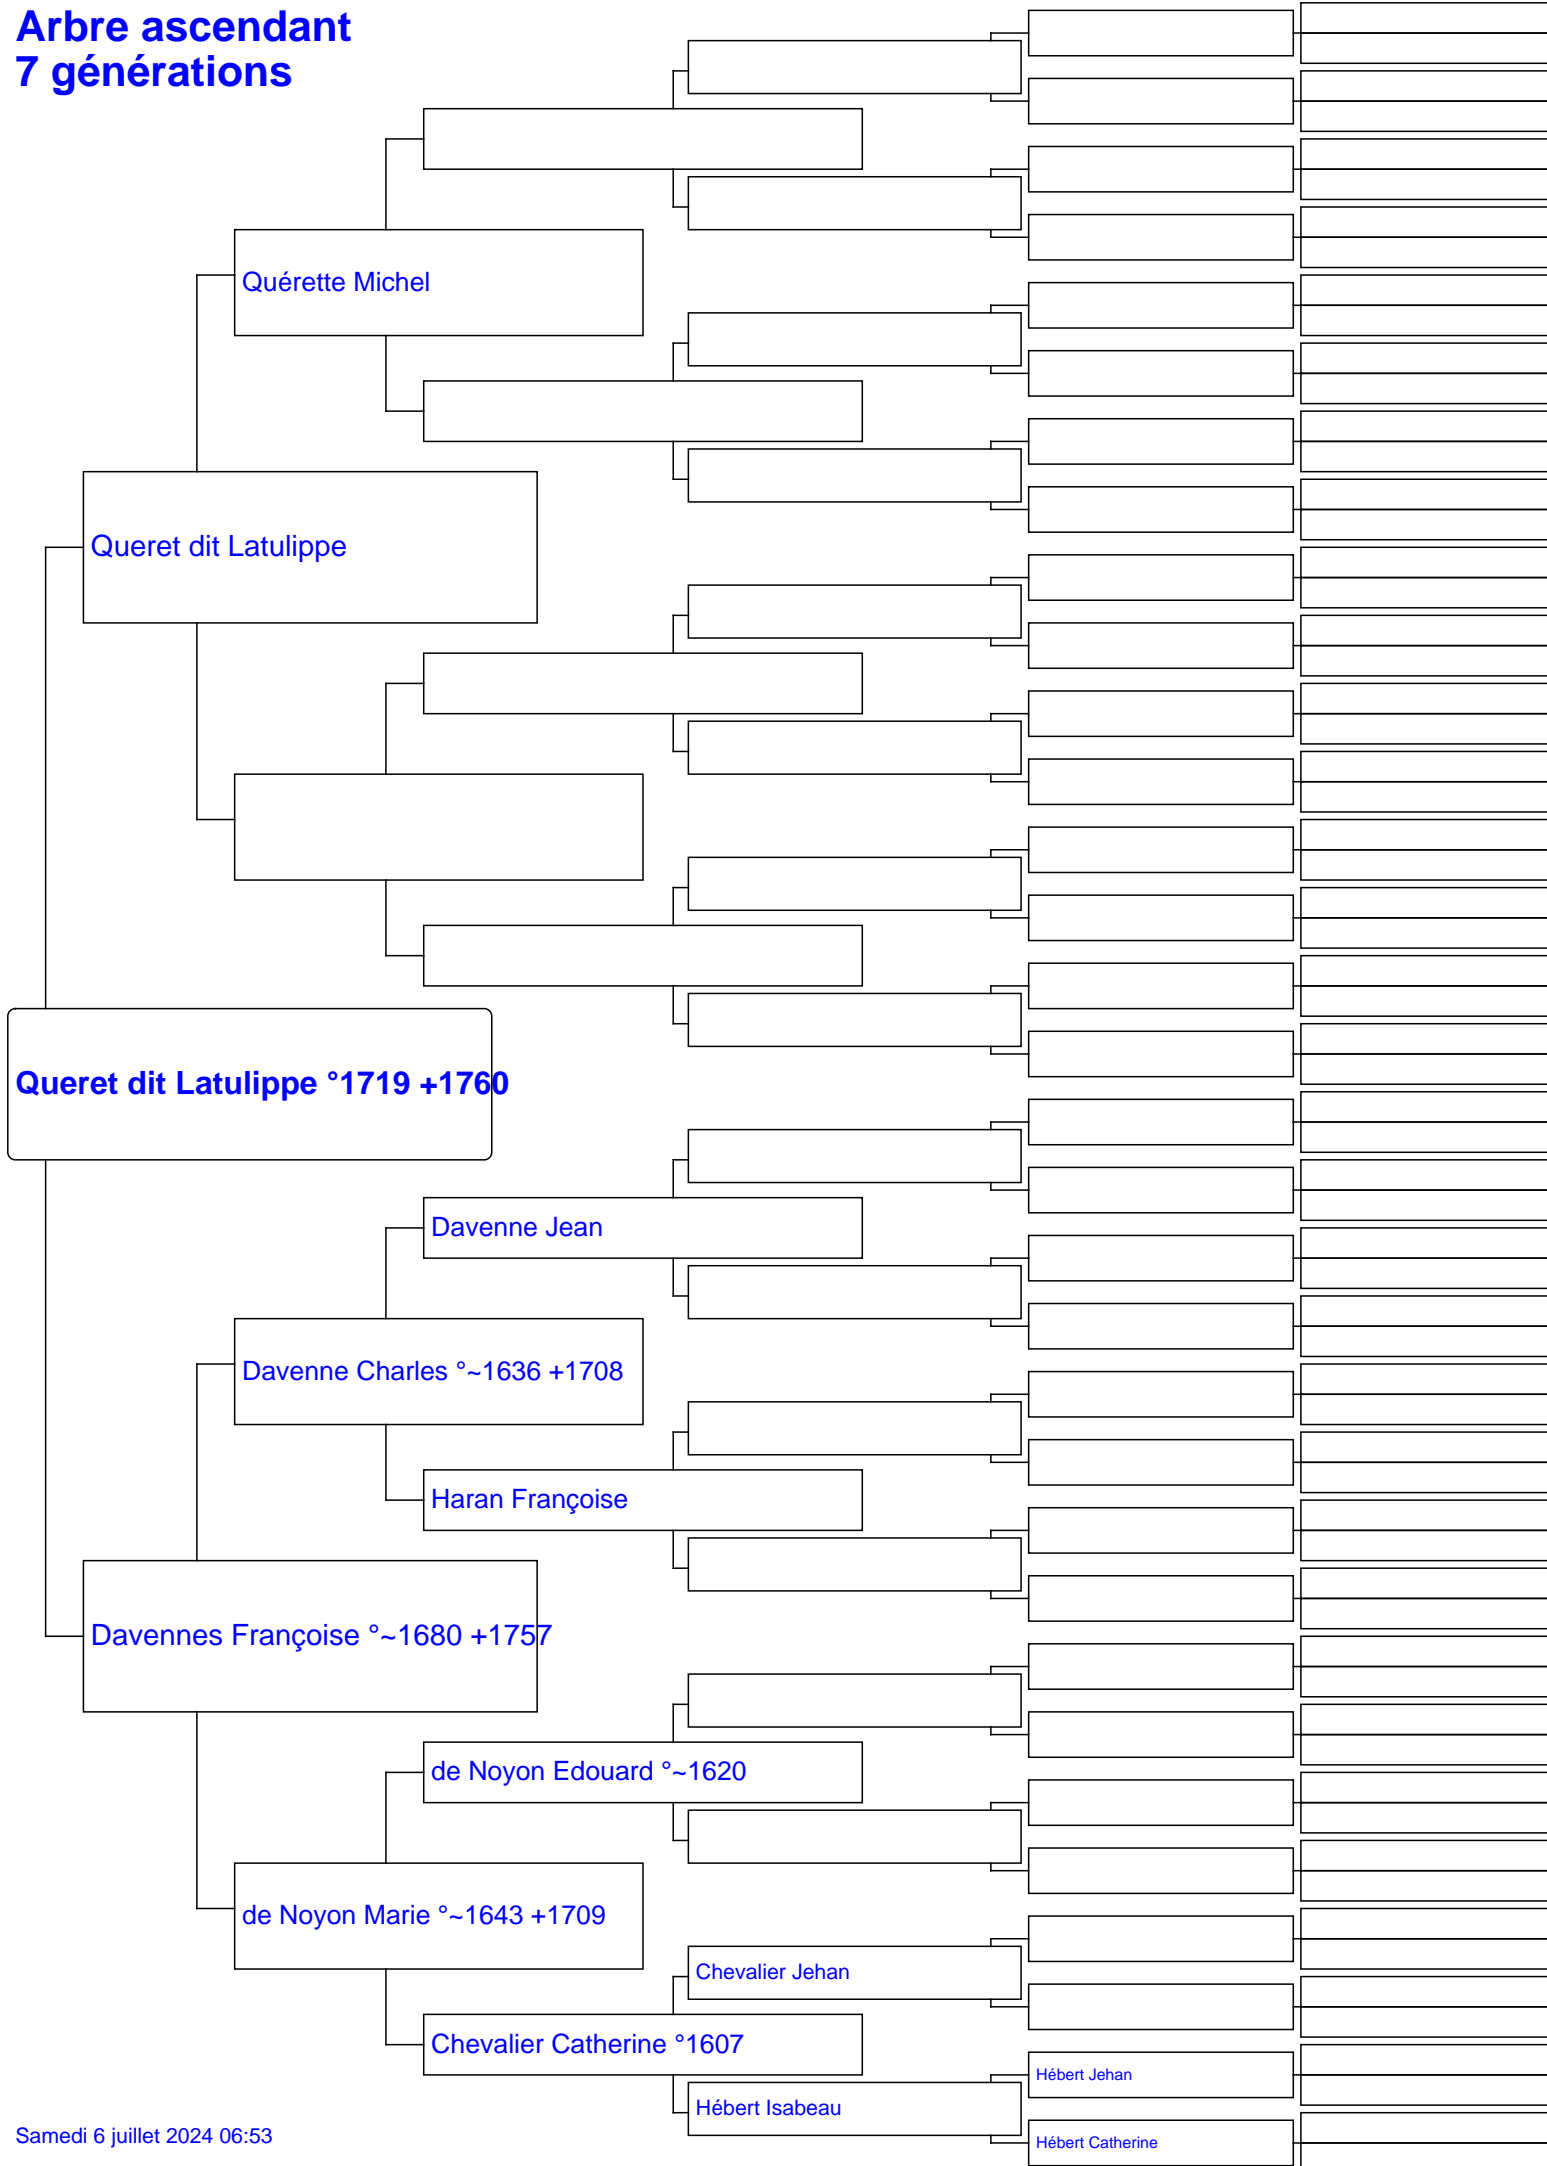 Arbre ascendant
7 générations
Quérette Michel
Queret dit Latulippe
Queret dit Latulippe °1719 +1760
Davenne Jean
Davenne Charles °~1636 +1708
Haran Françoise
Davennes Françoise °~1680 +1757
de Noyon Edouard °~1620
de Noyon Marie °~1643 +1709
Chevalier Jehan
Chevalier Catherine °1607
Hébert Jehan
Hébert Isabeau
Hébert Catherine
Samedi 6 juillet 2024 06:53